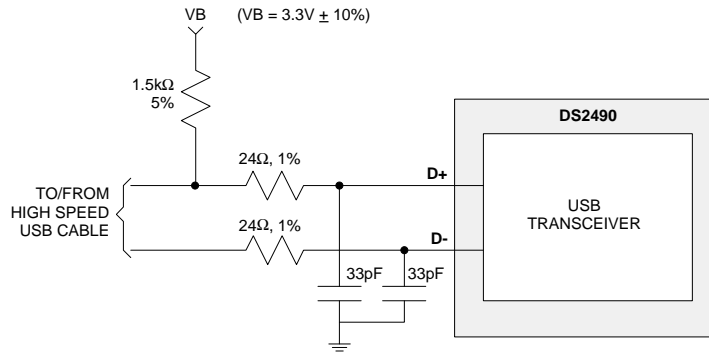 VB (VB = 3.3V ± 10%)
1.5kΩ
5%
DS2490
24Ω, 1%
D+
TO/FROM
HIGH SPEED
USB CABLE
USB
TRANSCEIVER
24Ω, 1%
D-
33pF 33pF